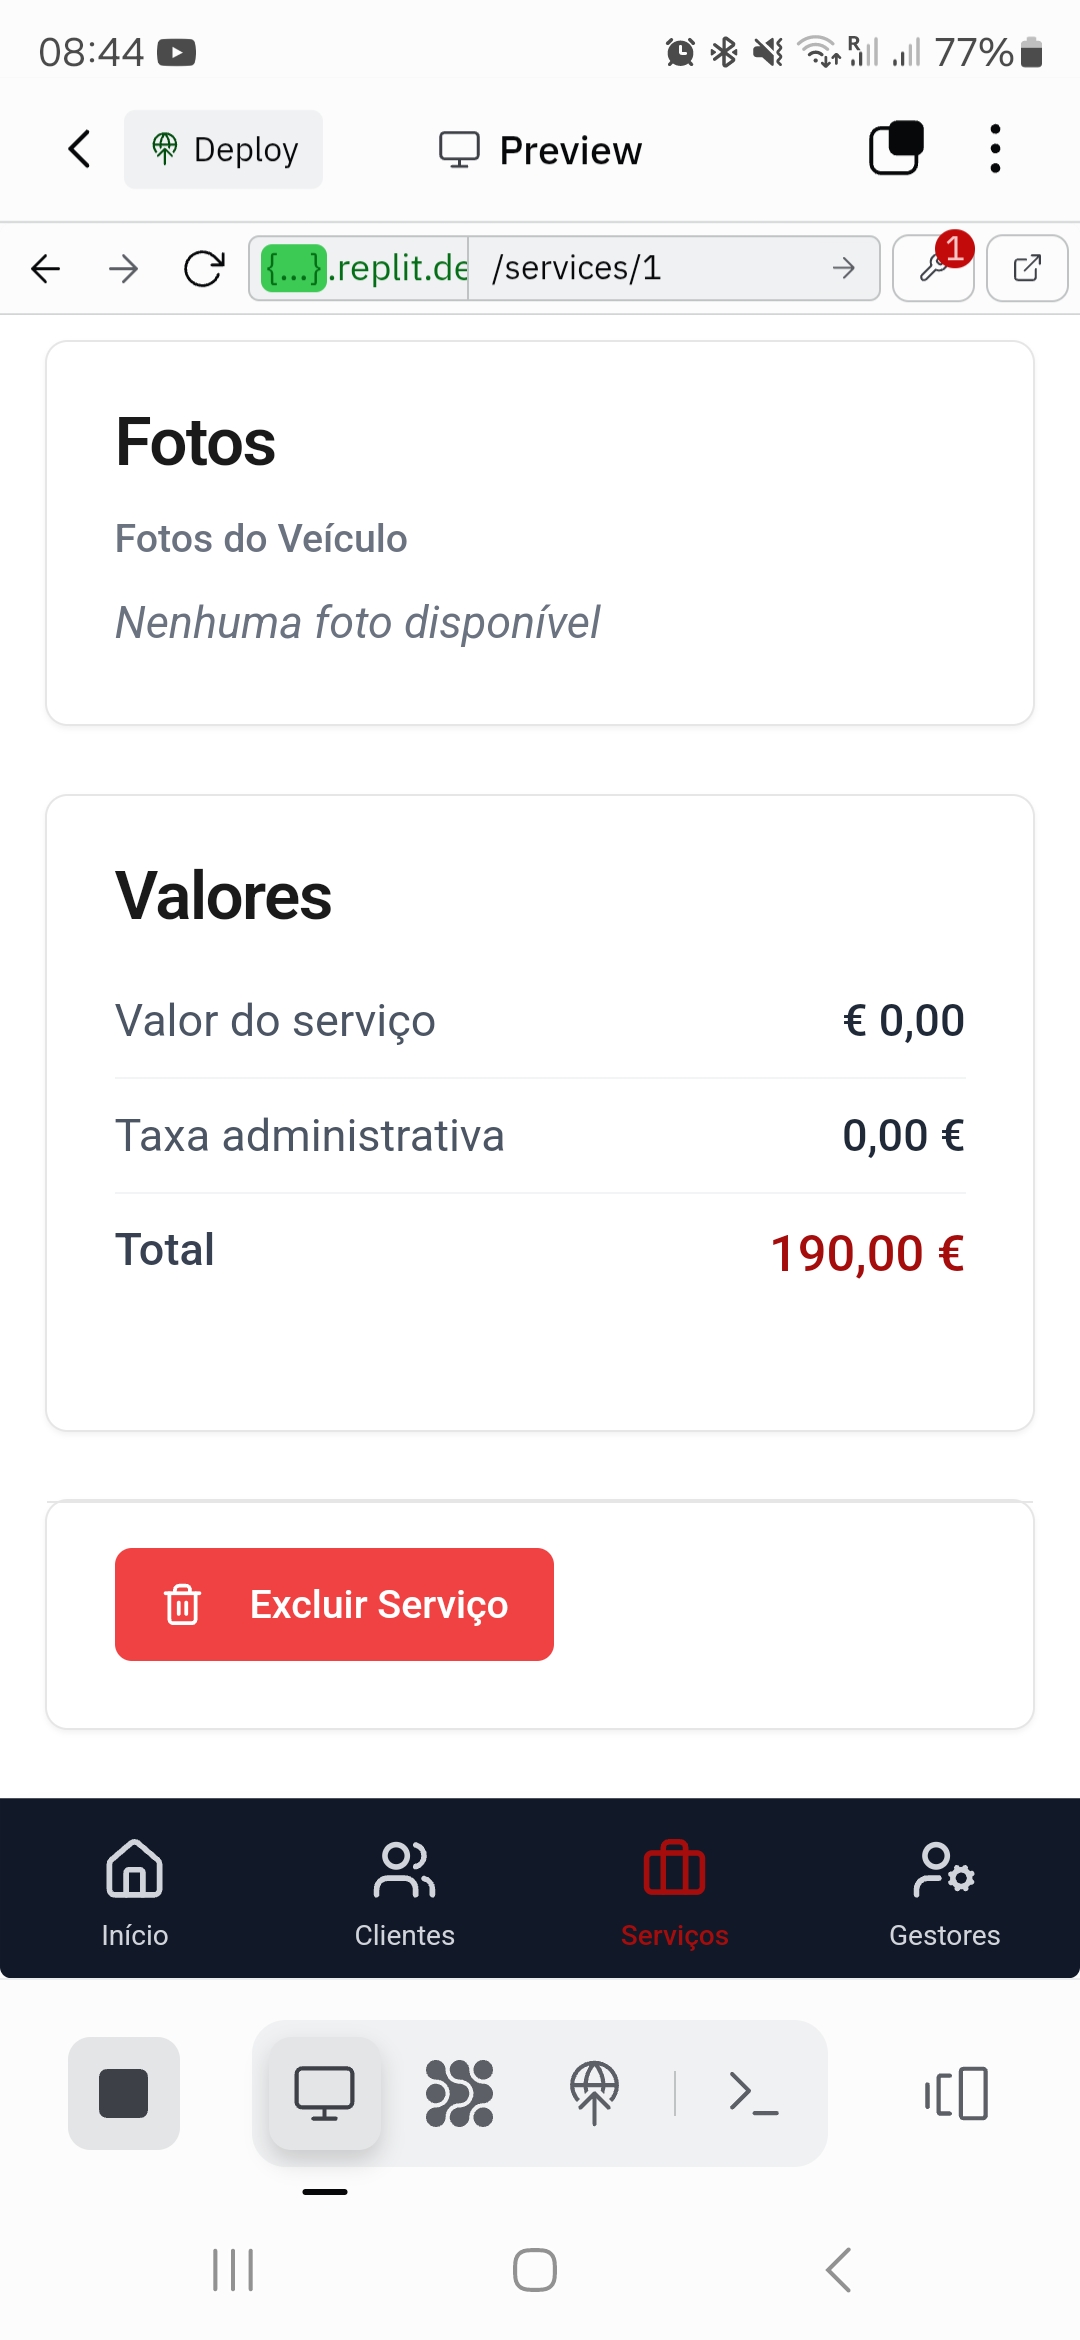 08:44
R
77%
Deploy
Preview
{...}.replit.de
/services/1
1
Fotos
Fotos do Veículo
Nenhuma foto disponível
Valores
Valor do serviço € 0,00
Taxa administrativa 0,00 €
Total 190,00 €
Excluir Serviço
Início Clientes Serviços Gestores